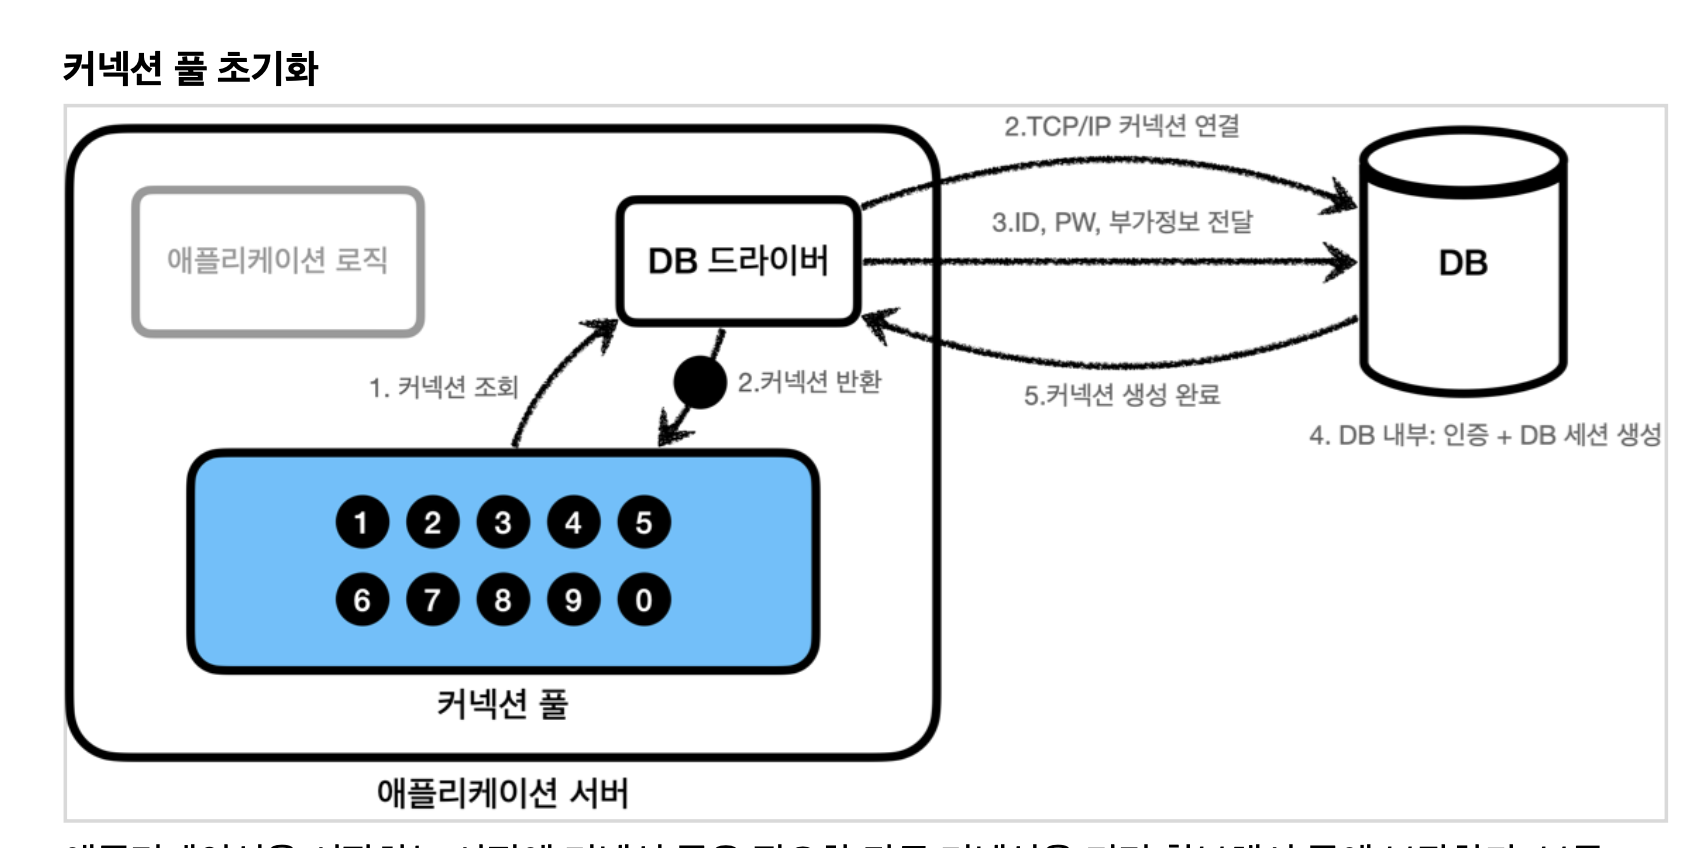 커넥션 풀 초기화
2.TCP/IP 커넥션 연결
애플리케이션 로직
DB 드라이버
3.ID, PW, 부가정보 전달
DB
1. 커넥션 조회
2.커넥션 반환
5.커넥션 생성 완료
4. DB 내부: 인증 + DB 세션 생성
1 2 3 4 5
6 7 8 9 0
커넥션 풀
애플리케이션 서버